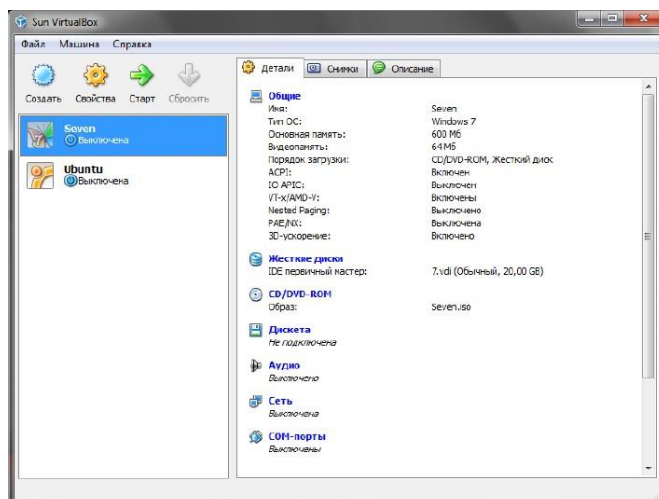 Sun VirtualBox
Файл Машина Справка
Создать Свойства Старт Сбросить
Seven
Выключена
Ubuntu
Выключена
Детали Снимки Описание
Общие
Имя: Seven
Тип ОС: Windows 7
Основная память: 600 Мб
Видеопамять: 64 Мб
Порядок загрузки: CD/DVD-ROM, Жесткий диск
ACPI: Включен
IO APIC: Выключен
VT-x/AMD-V: Включены
Nested Paging: Выключено
PAE/NX: Выключена
3D-ускорение: Включено
Жесткие диски
IDE первичный мастер: 7.vdi (Обычный, 20,00 GB)
CD/DVD-ROM
Образ: Seven.iso
Дискета
Не подключена
Аудио
Выключено
Сеть
Выключена
COM-порты
Выключены